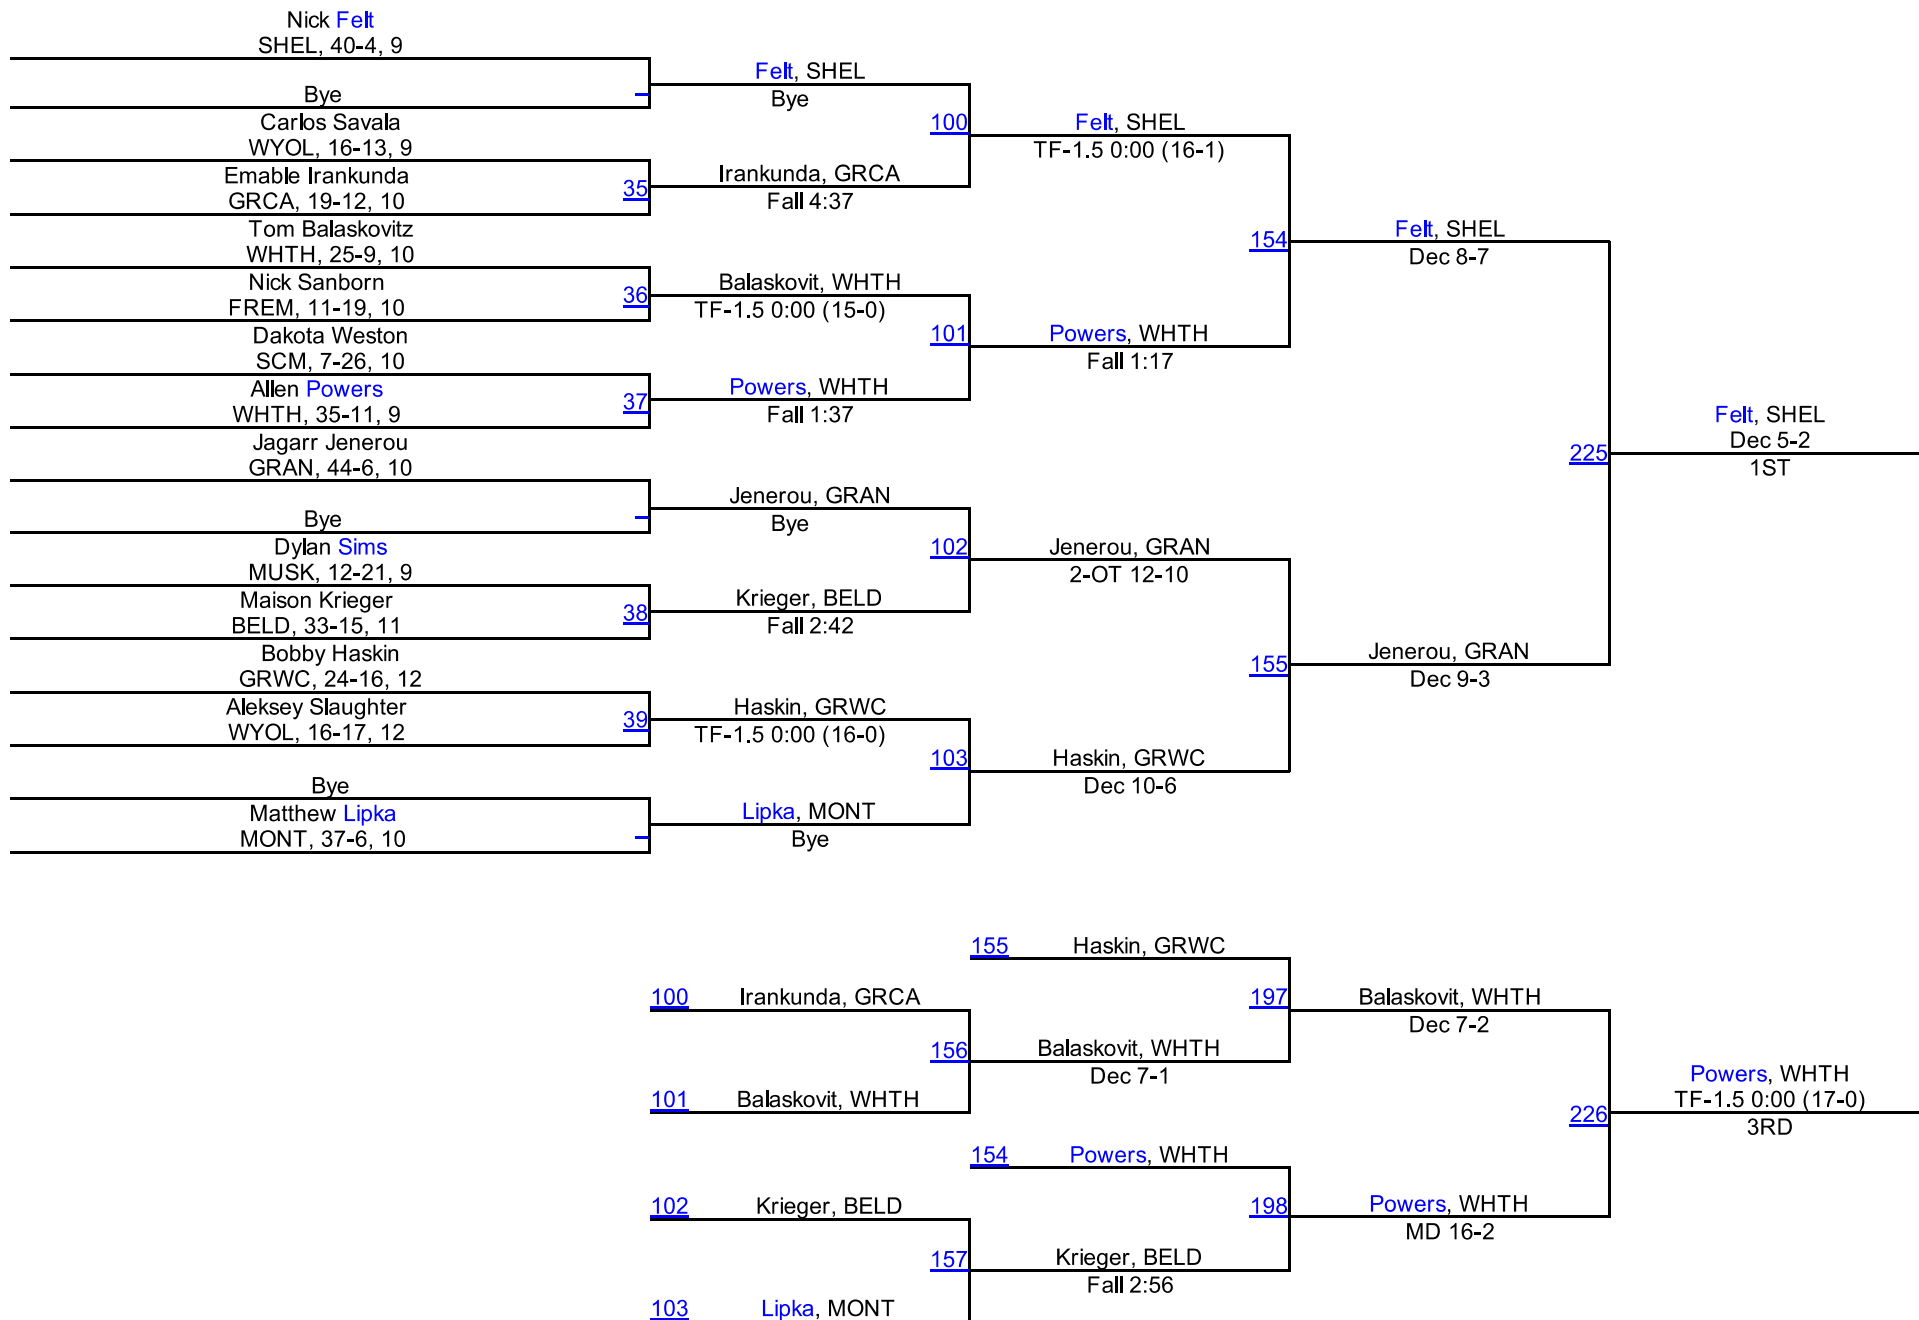 Nick Felt
SHEL, 40-4, 9
Bye
Carlos Savala
WYOL, 16-13, 9
Emable Irankunda
GRCA, 19-12, 10
35
Tom Balaskovitz
WHTH, 25-9, 10
Nick Sanborn
FREM, 11-19, 10
36
Dakota Weston
SCM, 7-26, 10
Allen Powers
WHTH, 35-11, 9
37
Jagarr Jenerou
GRAN, 44-6, 10
Bye
Dylan Sims
MUSK, 12-21, 9
Maison Krieger
BELD, 33-15, 11
38
Bobby Haskin
GRWC, 24-16, 12
Aleksey Slaughter
WYOL, 16-17, 12
39
Bye
Matthew Lipka
MONT, 37-6, 10
Felt, SHEL
Bye
100
Irankunda, GRCA
Fall 4:37
Balaskovit, WHTH
TF-1.5 0:00 (15-0)
101
Powers, WHTH
Fall 1:37
Jenerou, GRAN
Bye
102
Krieger, BELD
Fall 2:42
Haskin, GRWC
TF-1.5 0:00 (16-0)
103
Lipka, MONT
Bye
Felt, SHEL
TF-1.5 0:00 (16-1)
154
Powers, WHTH
Fall 1:17
Jenerou, GRAN
2-OT 12-10
155
Haskin, GRWC
Dec 10-6
Felt, SHEL
Dec 8-7
225
Jenerou, GRAN
Dec 9-3
Felt, SHEL
Dec 5-2
1ST
100 Irankunda, GRCA
156
101 Balaskovit, WHTH
102 Krieger, BELD
157
103 Lipka, MONT
155 Haskin, GRWC
197
Balaskovit, WHTH
Dec 7-1
154 Powers, WHTH
198
Krieger, BELD
Fall 2:56
Balaskovit, WHTH
Dec 7-2
226
Powers, WHTH
MD 16-2
Powers, WHTH
TF-1.5 0:00 (17-0)
3RD